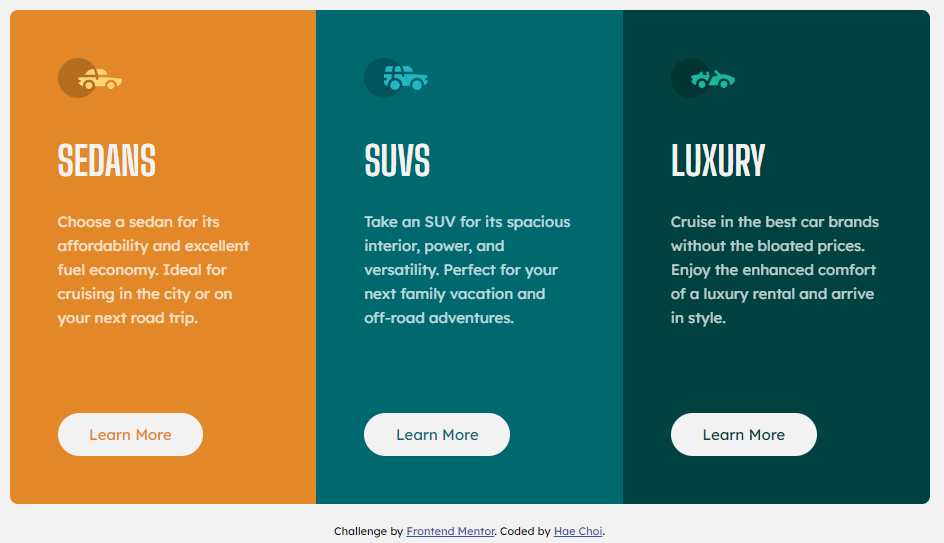 SEDANS
Choose a sedan for its
affordability and excellent
fuel economy. Ideal for
cruising in the city or on
your next road trip.
Learn More
SUVS
Take an SUV for its spacious
interior, power, and
versatility. Perfect for your
next family vacation and
off-road adventures.
Learn More
LUXURY
Cruise in the best car brands
without the bloated prices.
Enjoy the enhanced comfort
of a luxury rental and arrive
in style.
Learn More
Challenge by Frontend Mentor. Coded by Hae Choi.